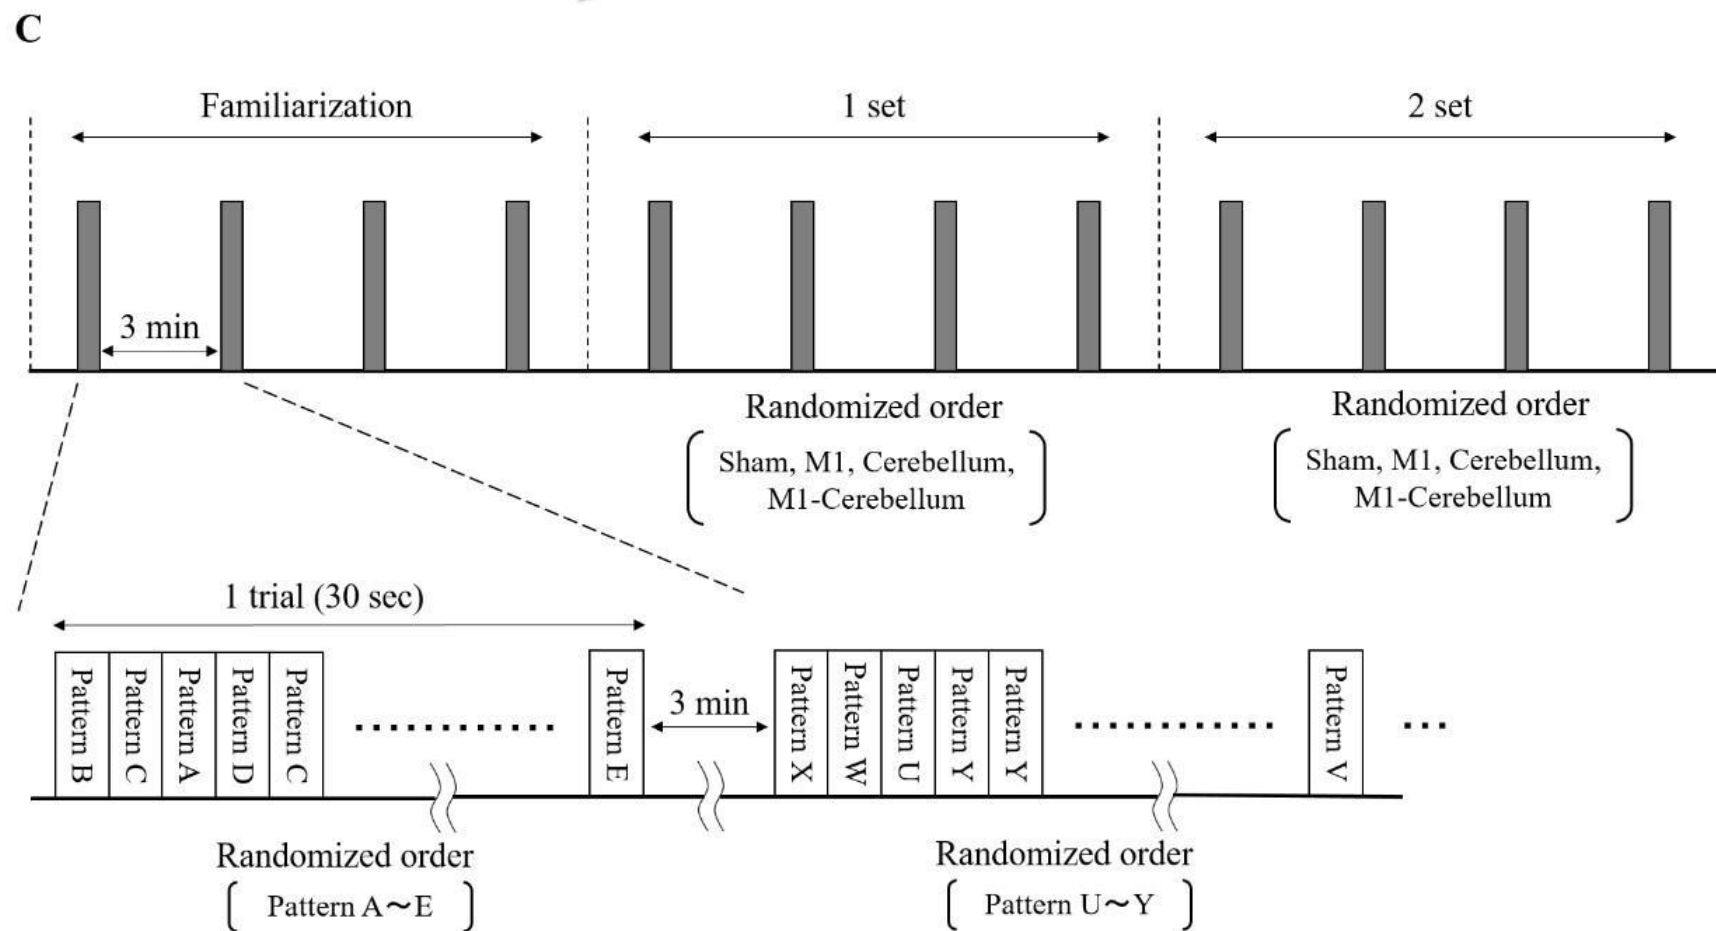 C
Familiarization
1 set
2 set
3 min
Randomized order
Sham, M1, Cerebellum,
M1-Cerebellum
Randomized order
Sham, M1, Cerebellum,
M1-Cerebellum
1 trial (30 sec)
Pattern B
Pattern C
Pattern A
Pattern D
Pattern C
Pattern E
3 min
Pattern X
Pattern W
Pattern U
Pattern Y
Pattern Y
Pattern V
Randomized order
Pattern A~E
Randomized order
Pattern U~Y